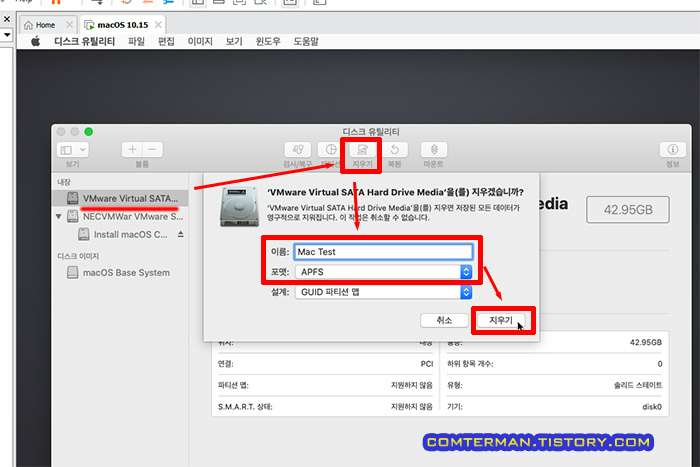 Help
Home
macOS 10.15
디스크 유틸리티 파일 편집 이미지 보기 윈도우 도움말
디스크 유틸리티
보기 볼륨 검사/복구 지우기 복원 마운트 정보
내장
VMware Virtual SATA...
NECVMWar VMware S...
Install macOS C...
디스크 이미지
macOS Base System
'VMware Virtual SATA Hard Drive Media'을(를) 지우겠습니까?
'VMware Virtual SATA Hard Drive Media'을(를) 지우면 저장된 모든 데이터가
영구적으로 지워집니다. 이 작업은 취소할 수 없습니다.
edia
42.95GB
이름: Mac Test
포맷: APFS
설계: GUID 파티션 맵
취소 지우기
위치: 내장 용량: 42.95GB
연결: PCI 하위 항목 개수: 0
파티션 맵: 지원하지 않음 유형: 솔리드 스테이트
S.M.A.R.T. 상태: 지원하지 않음 기기: disk0
COMTERMAN.TISTORY.COM